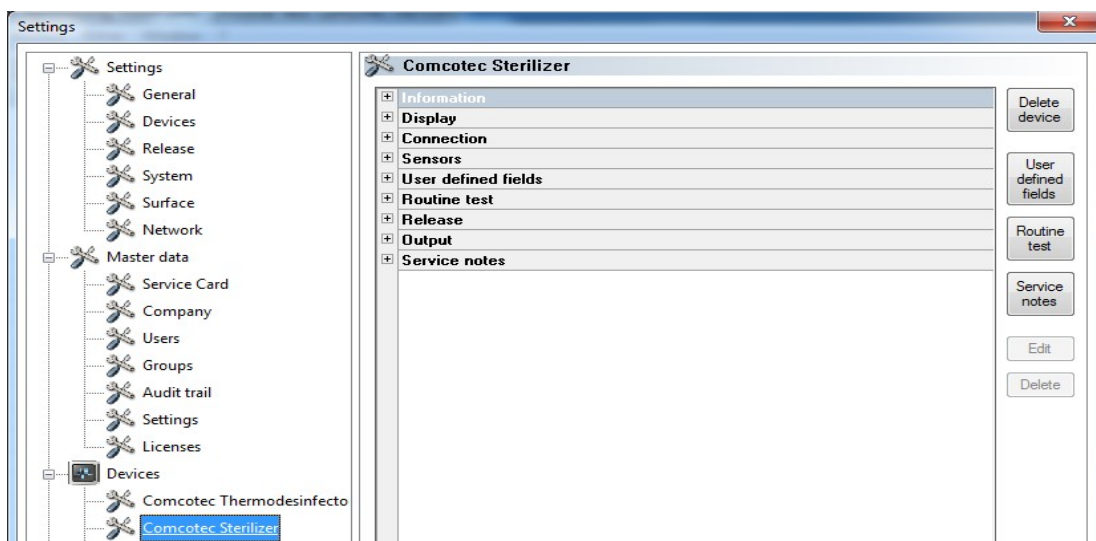 Settings
Settings
General
Devices
Release
System
Surface
Network
Master data
Service Card
Company
Users
Groups
Audit trail
Settings
Licenses
Devices
Comcotec Thermodesinfecto
Comcotec Sterilizer
Comcotec Sterilizer
Information
Display
Connection
Sensors
User defined fields
Routine test
Release
Output
Service notes
Delete
device
User
defined
fields
Routine
test
Service
notes
Edit
Delete